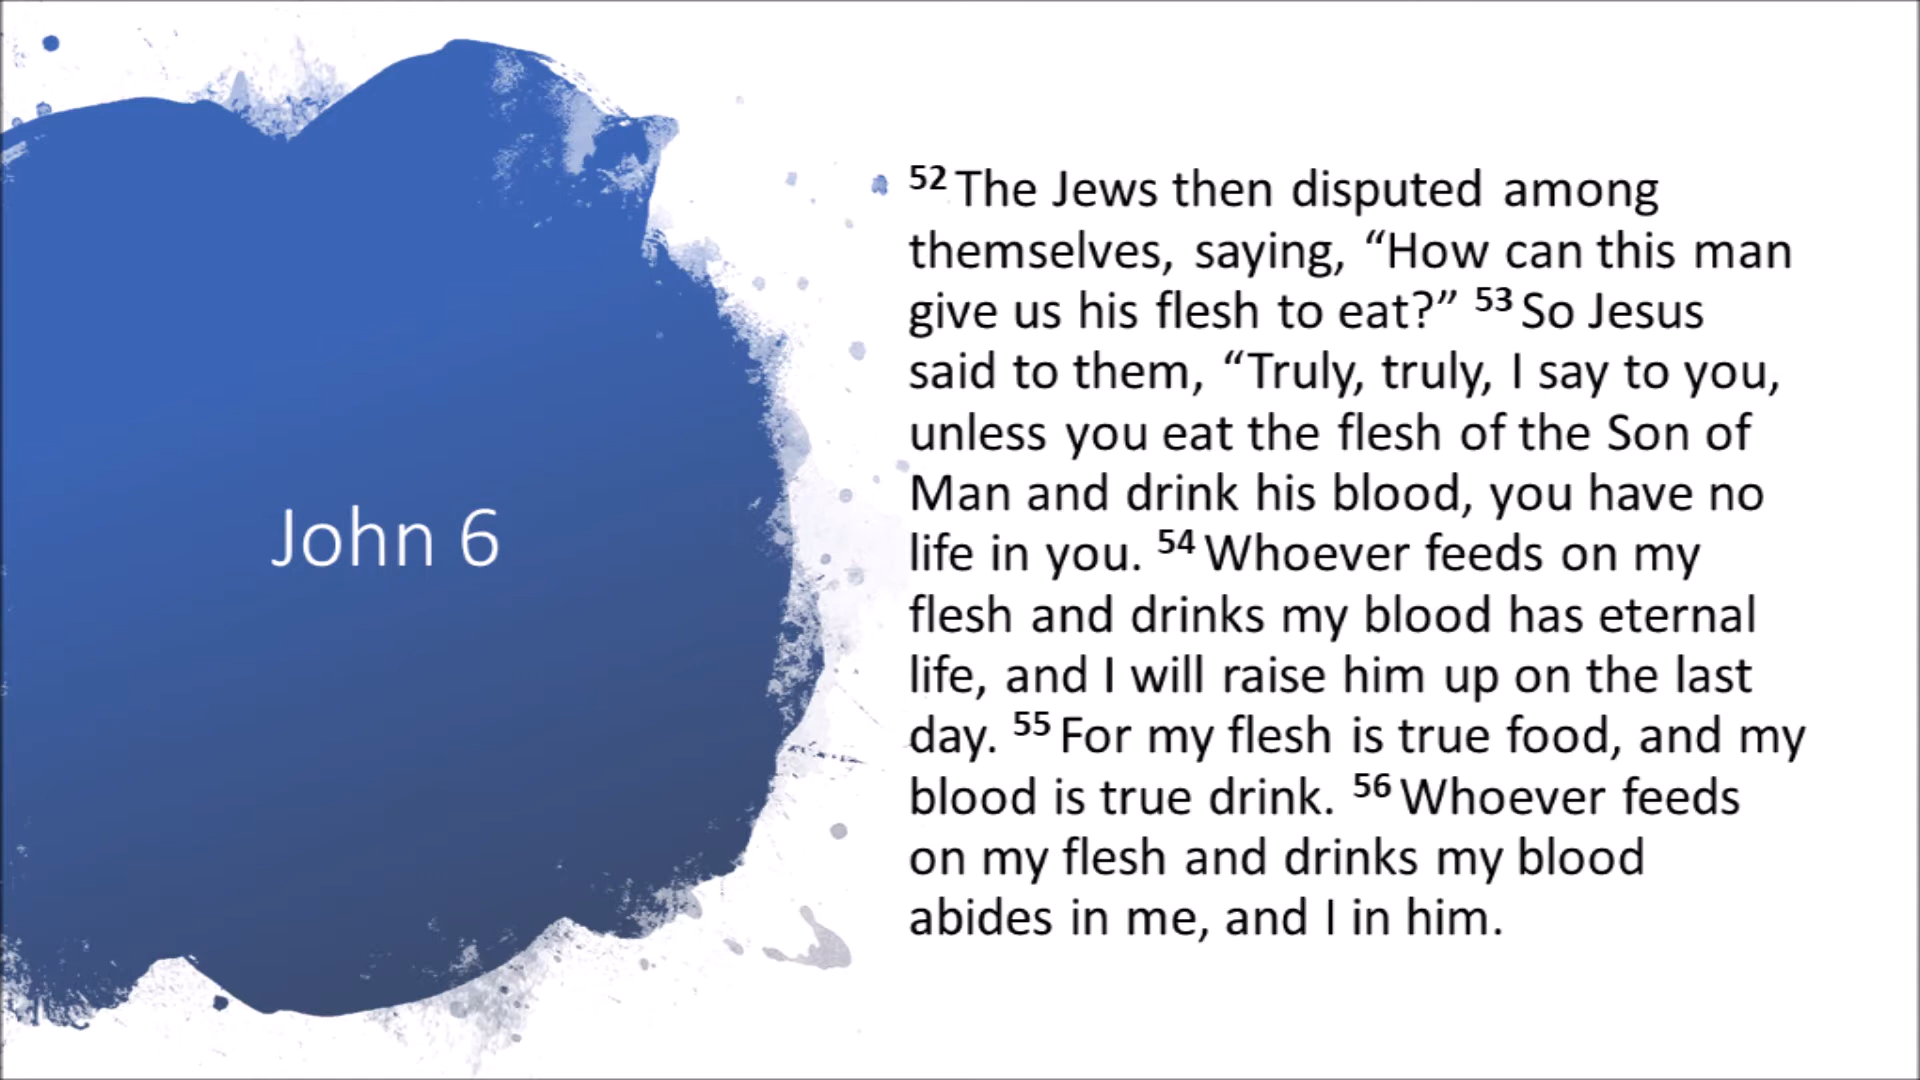 John 6
52 The Jews then disputed among
themselves, saying, “How can this man
give us his flesh to eat?” 53 So Jesus
said to them, “Truly, truly, I say to you,
unless you eat the flesh of the Son of
Man and drink his blood, you have no
life in you. 54 Whoever feeds on my
flesh and drinks my blood has eternal
life, and I will raise him up on the last
day. 55 For my flesh is true food, and my
blood is true drink. 56 Whoever feeds
on my flesh and drinks my blood
abides in me, and I in him.